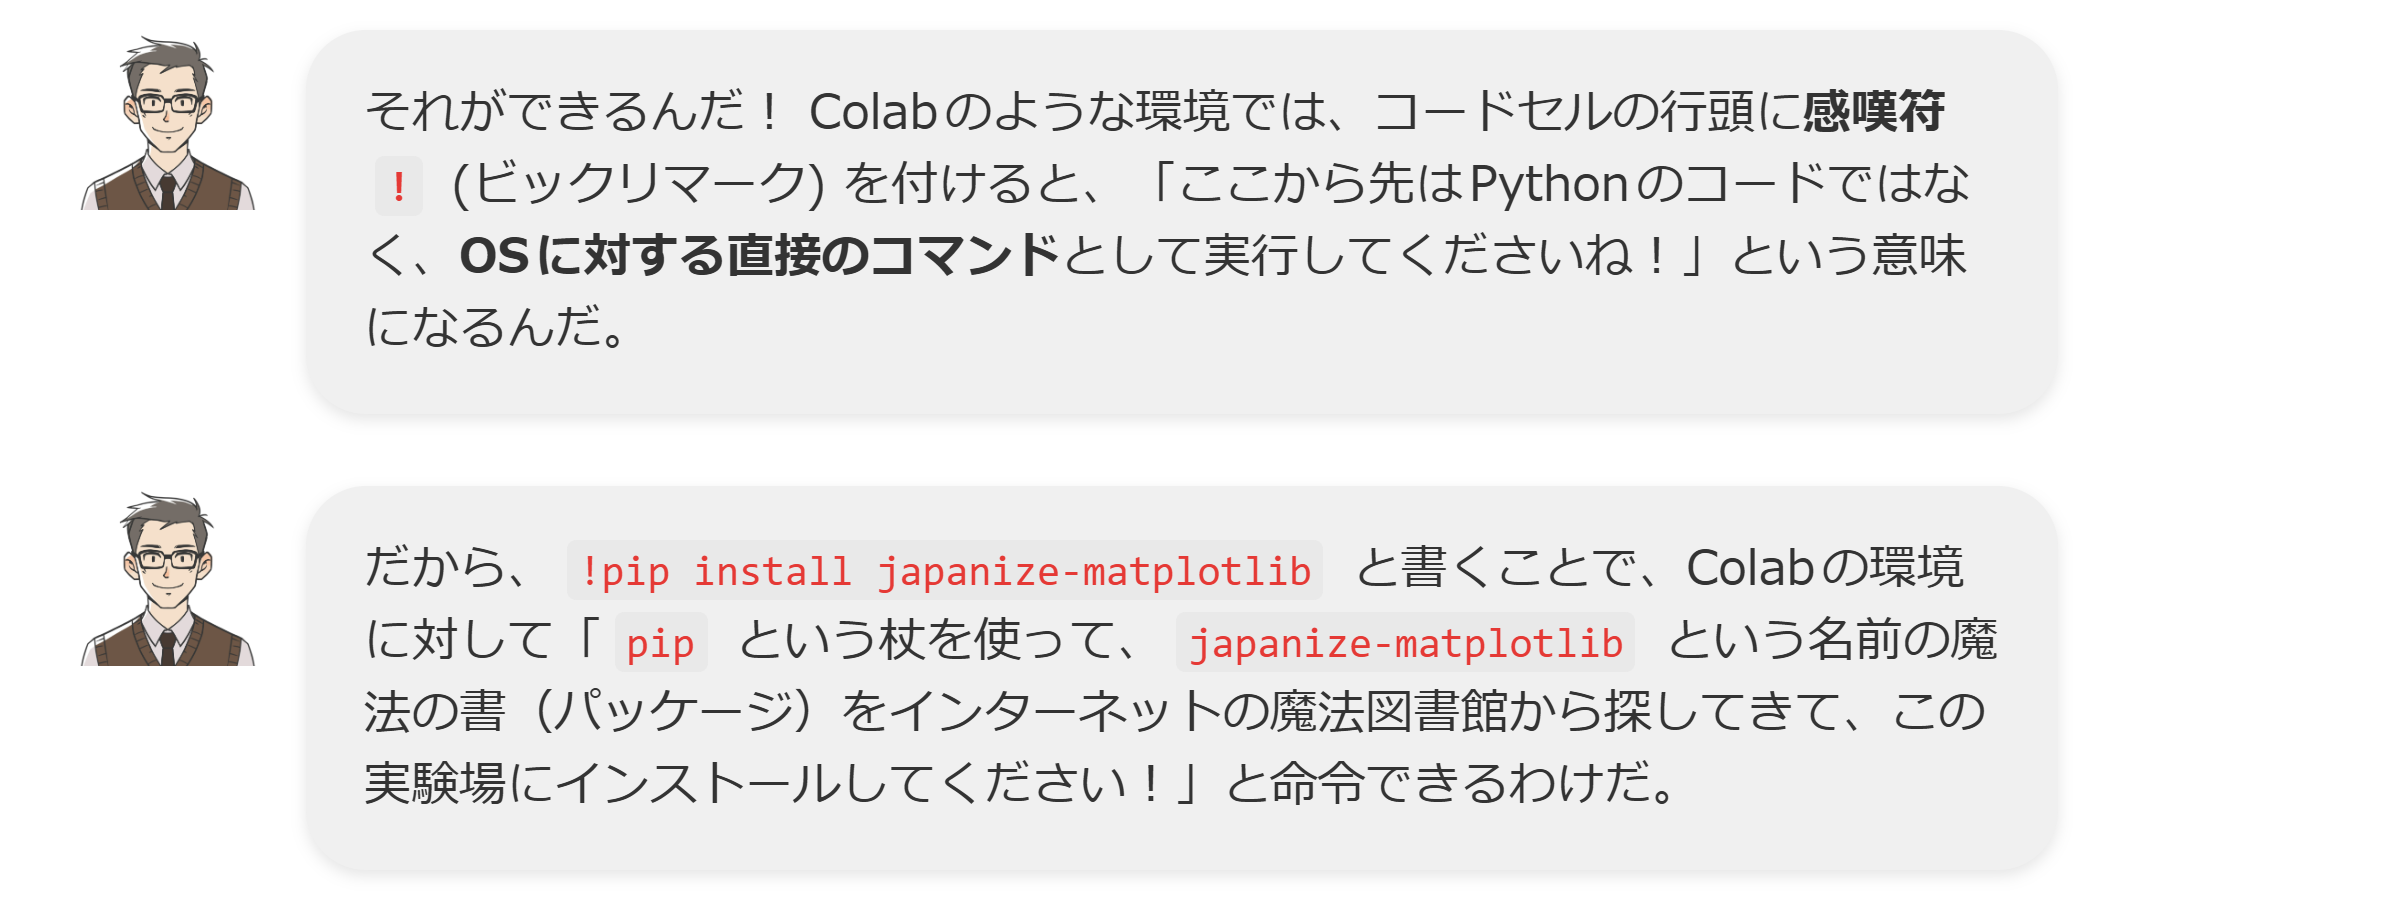 それができるんだ！ Colabのような環境では、コードセルの行頭に感嘆符
! (ビックリマーク) を付けると、「ここから先はPythonのコードではな
く、OSに対する直接のコマンドとして実行してくださいね！」という意味
になるんだ。
だから、 !pip install japanize-matplotlib と書くことで、Colabの環境
に対して「 pip という杖を使って、 japanize-matplotlib という名前の魔
法の書（パッケージ）をインターネットの魔法図書館から探してきて、この
実験場にインストールしてください！」と命令できるわけだ。